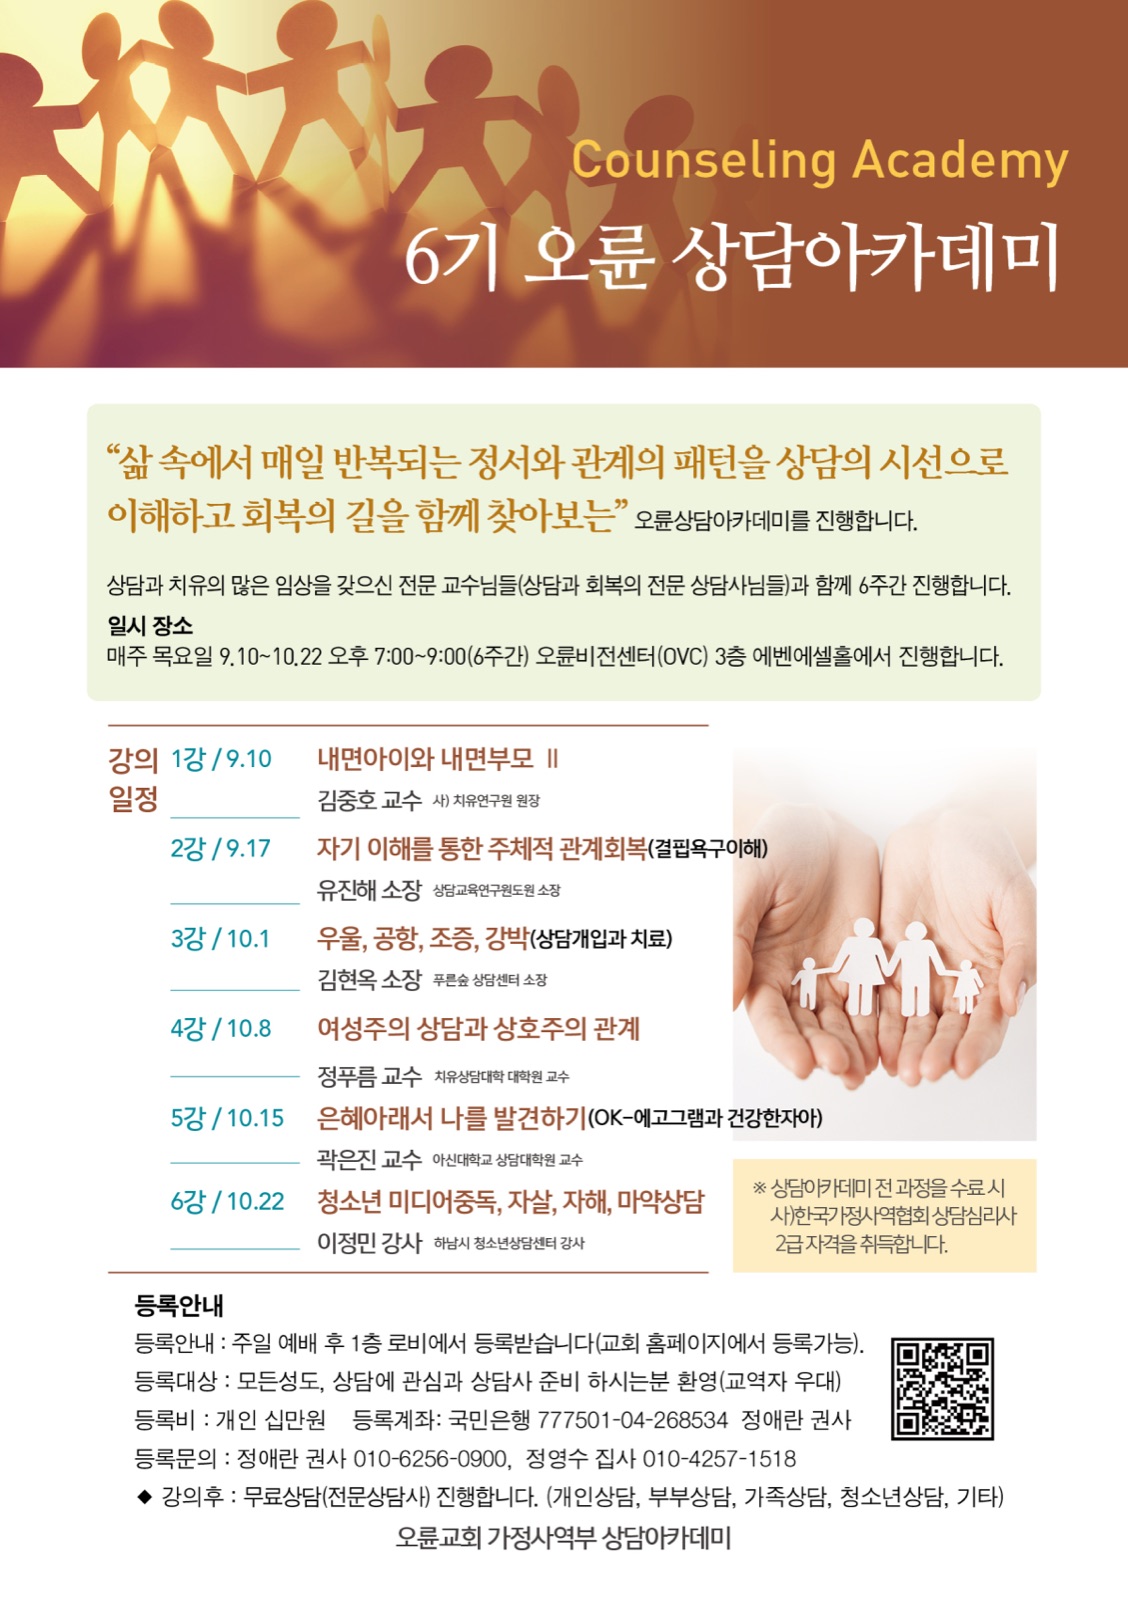 Counseling Academy
6기 오륜 상담아카데미
“삶 속에서 매일 반복되는 정서와 관계의 패턴을 상담의 시선으로
이해하고 회복의 길을 함께 찾아보는” 오륜상담아카데미를 진행합니다.
상담과 치유의 많은 임상을 갖으신 전문 교수님들(상담과 회복의 전문 상담사님들)과 함께 6주간 진행합니다.
일시 장소
매주 목요일 9.10~10.22 오후 7:00~9:00(6주간) 오륜비전센터(OVC) 3층 에벤에셀홀에서 진행합니다.
강의
일정
1강 / 9.10 내면아이와 내면부모 Ⅱ
김중호 교수 사) 치유연구원 원장
2강 / 9.17 자기 이해를 통한 주체적 관계회복(결핍욕구이해)
유진해 소장 상담교육연구원도원 소장
3강 / 10.1 우울, 공항, 조증, 강박(상담개입과 치료)
김현옥 소장 푸른숲 상담센터 소장
4강 / 10.8 여성주의 상담과 상호주의 관계
정푸름 교수 치유상담대학 대학원 교수
5강 / 10.15 은혜아래서 나를 발견하기(OK-에고그램과 건강한자아)
곽은진 교수 아신대학교 상담대학원 교수
6강 / 10.22 청소년 미디어중독, 자살, 자해, 마약상담
이정민 강사 하남시 청소년상담센터 강사
※ 상담아카데미 전 과정을 수료 시
사)한국가정사역협회 상담심리사
2급 자격을 취득합니다.
등록안내
등록안내 : 주일 예배 후 1층 로비에서 등록받습니다(교회 홈페이지에서 등록가능).
등록대상 : 모든성도, 상담에 관심과 상담사 준비 하시는분 환영(교역자 우대)
등록비 : 개인 십만원 등록계좌: 국민은행 777501-04-268534 정애란 권사
등록문의 : 정애란 권사 010-6256-0900, 정영수 집사 010-4257-1518
◆ 강의후 : 무료상담(전문상담사) 진행합니다. (개인상담, 부부상담, 가족상담, 청소년상담, 기타)
오륜교회 가정사역부 상담아카데미